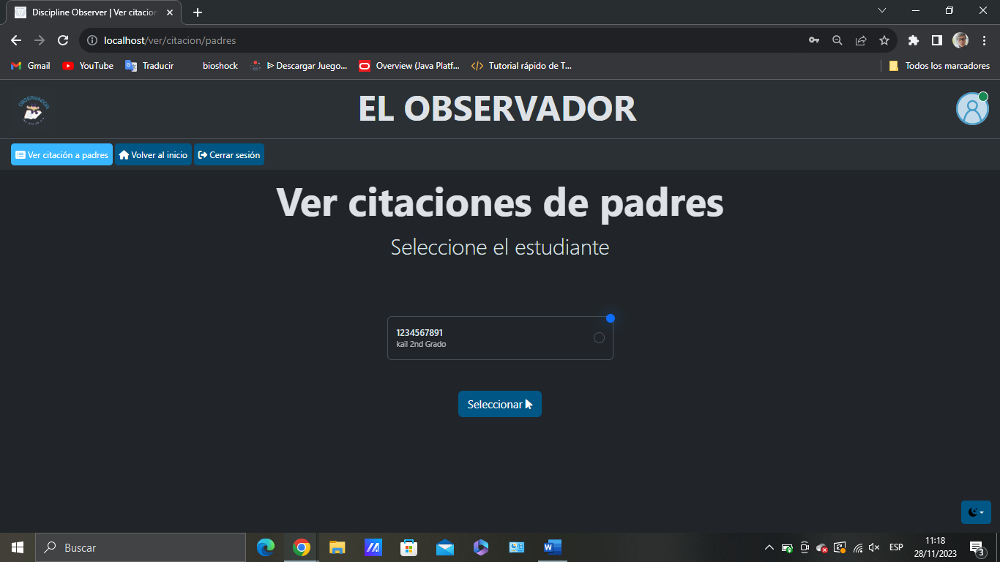 Discipline Observer | Ver citacion
localhost/ver/citacion/padres
Gmail
YouTube
Traducir
bioshock
Descargar Juego...
Overview (Java Platf...
Tutorial rápido de T...
Todos los marcadores
OBSERVADOR
EL OBSERVADOR
Ver citación a padres
Volver al inicio
Cerrar sesión
Ver citaciones de padres
Seleccione el estudiante
1234567891
kail 2nd Grado
Seleccionar
Buscar
ESP
11:18
28/11/2023
3